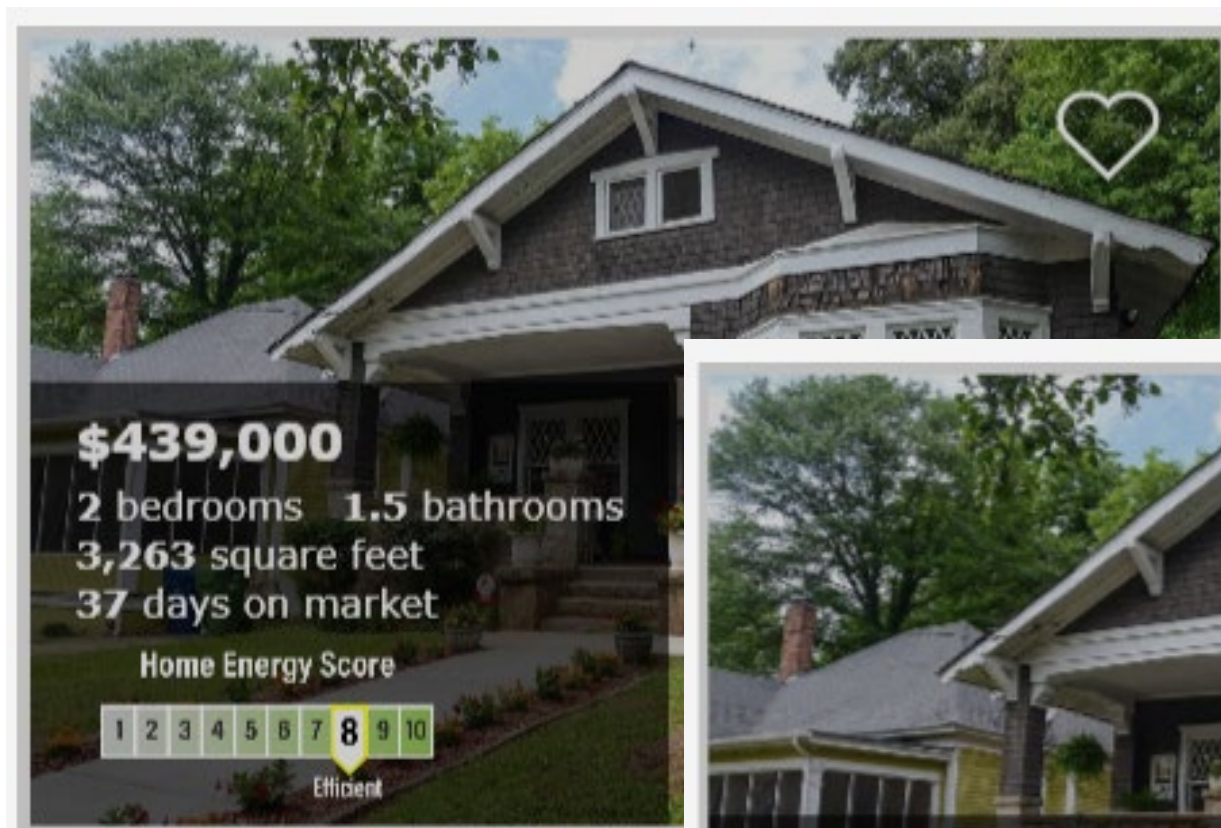 $439,000
2 bedrooms 1.5 bathrooms
3,263 square feet
37 days on market
Home Energy Score
1 2 3 4 5 6 7 8 9 10
Efficient